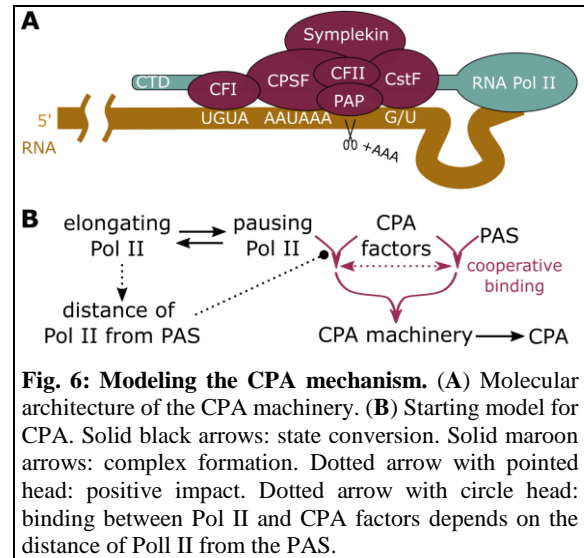 A
Symplekin
CTD
CFI
CPSF
CFII
CstF
RNA Pol II
PAP
5'
UGUA
AAUAAA
G/U
RNA
+AAA
B
elongating
Pol II
pausing
Pol II
CPA
factors
PAS
cooperative
binding
distance of
Pol II from PAS
CPA machinery
CPA
Fig. 6: Modeling the CPA mechanism. (A) Molecular
architecture of the CPA machinery. (B) Starting model for
CPA. Solid black arrows: state conversion. Solid maroon
arrows: complex formation. Dotted arrow with pointed
head: positive impact. Dotted arrow with circle head:
binding between Pol II and CPA factors depends on the
distance of Poll II from the PAS.